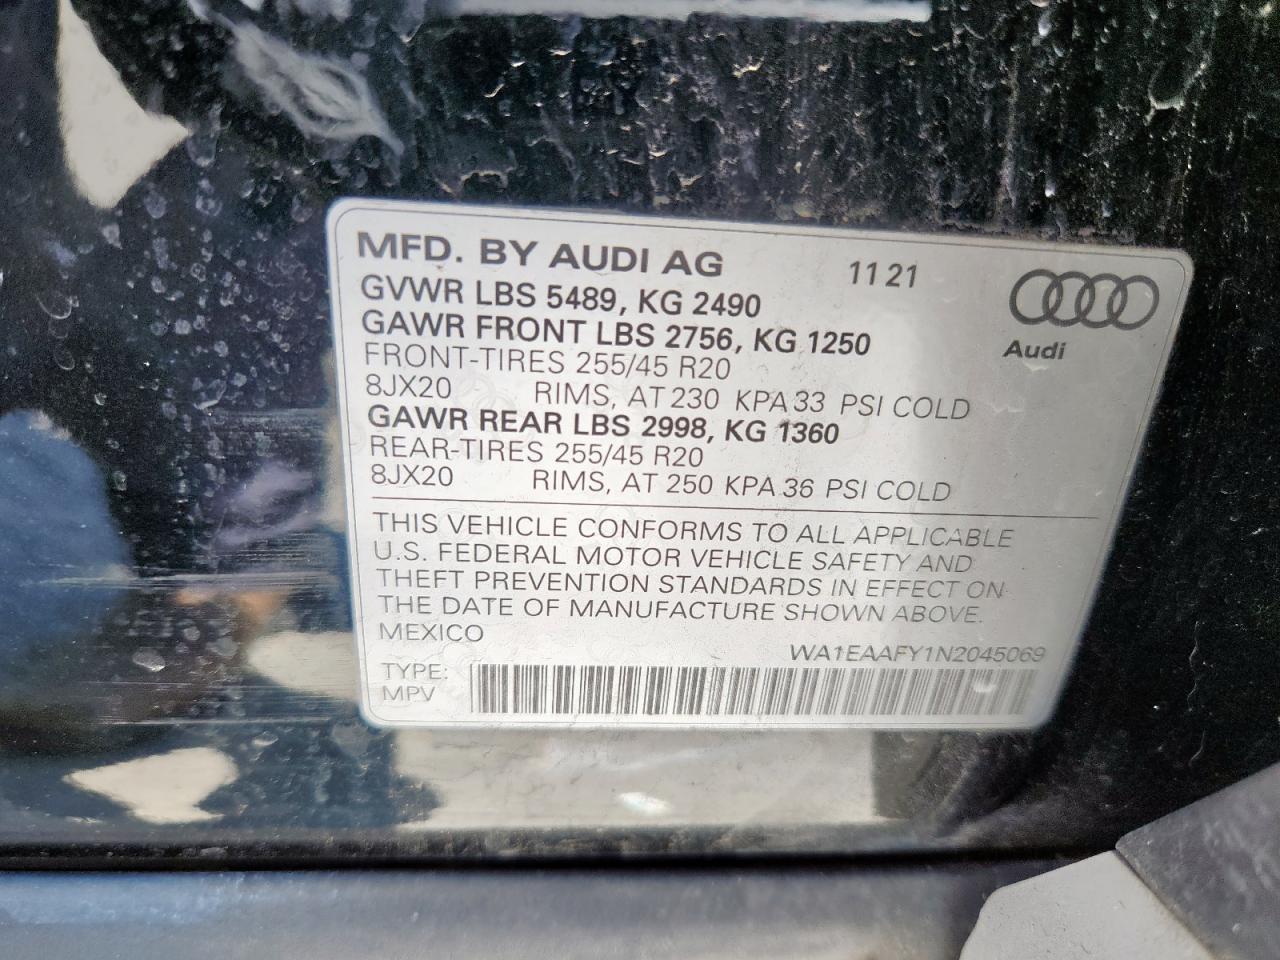 MFD. BY AUDI AG 11 21
GVWR LBS 5489, KG 2490
GAWR FRONT LBS 2756, KG 1250
Audi
FRONT-TIRES 255/45 R20
8JX20 RIMS, AT 230 KPA 33 PSI COLD
GAWR REAR LBS 2998, KG 1360
REAR-TIRES 255/45 R20
8JX20 RIMS, AT 250 KPA 36 PSI COLD
THIS VEHICLE CONFORMS TO ALL APPLICABLE
U.S. FEDERAL MOTOR VEHICLE SAFETY AND
THEFT PREVENTION STANDARDS IN EFFECT ON
THE DATE OF MANUFACTURE SHOWN ABOVE.
MEXICO
WA1EAAFY1N2045069
TYPE:
MPV